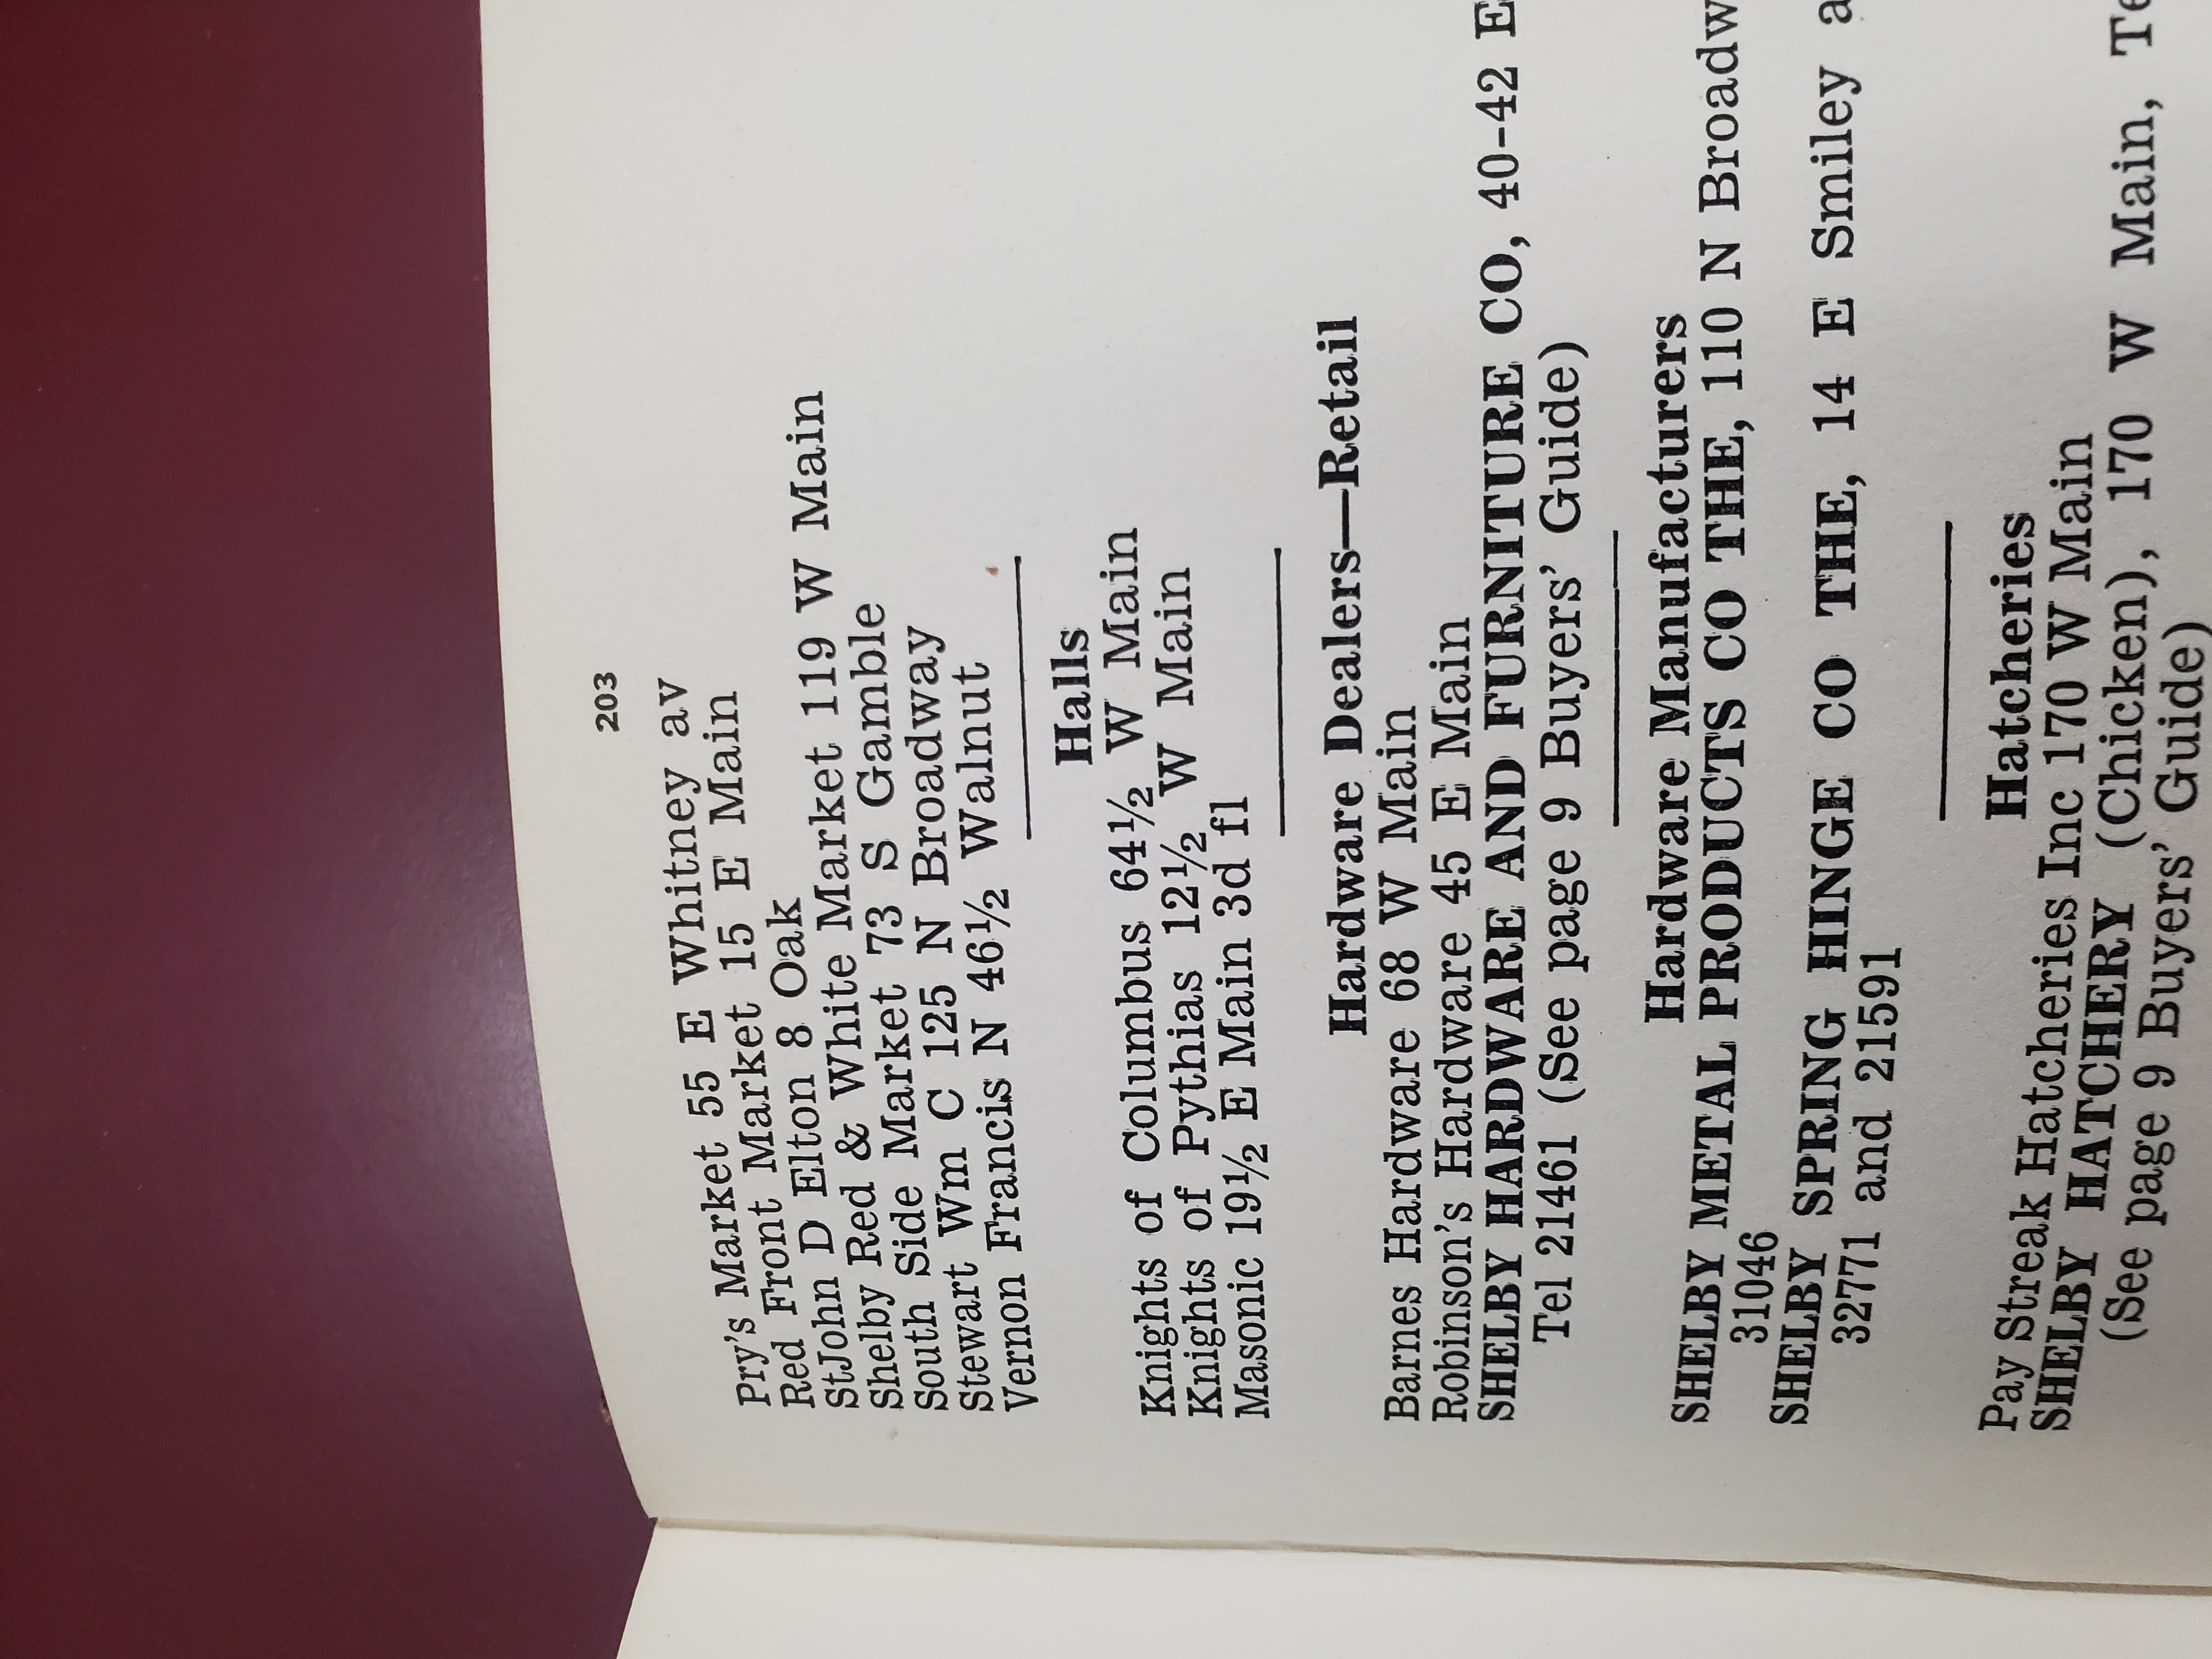 203
Pry's Market 55 E Whitney av
Red Front Market 15 E Main
StJohn D Elton 8 Oak
Shelby Red & White Market 119 W Main
South Side Market 73 S Gamble
Stewart Wm C 125 N Broadway
Vernon Francis N 46½ Walnut
Halls
Knights of Columbus 64½ W Main
Knights of Pythias 12½ W Main
Masonic 19½ E Main 3d fl
Hardware Dealers—Retail
Barnes Hardware 68 W Main
Robinson's Hardware 45 E Main
SHELBY HARDWARE AND FURNITURE CO, 40-42 E
Tel 21461 (See page 9 Buyers' Guide)
Hardware Manufacturers
SHELBY METAL PRODUCTS CO THE, 110 N Broadw
31046
SHELBY SPRING HINGE CO THE, 14 E Smiley a
32771 and 21591
Hatcheries
Pay Streak Hatcheries Inc 170 W Main
SHELBY HATCHERY (Chicken), 170 W Main, Te
(See page 9 Buyers' Guide)